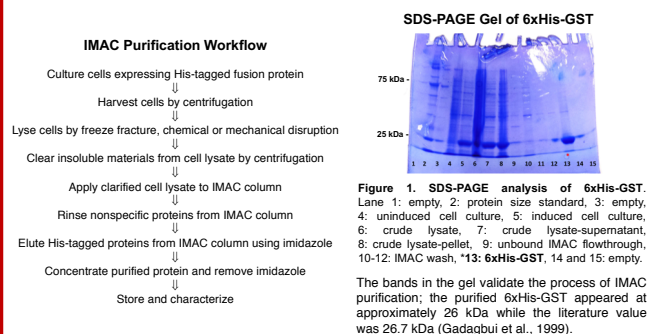 IMAC Purification Workflow
Culture cells expressing His-tagged fusion protein
⇓
Harvest cells by centrifugation
⇓
Lyse cells by freeze fracture, chemical or mechanical disruption
⇓
Clear insoluble materials from cell lysate by centrifugation
⇓
Apply clarified cell lysate to IMAC column
⇓
Rinse nonspecific proteins from IMAC column
⇓
Elute His-tagged proteins from IMAC column using imidazole
⇓
Concentrate purified protein and remove imidazole
⇓
Store and characterize
SDS-PAGE Gel of 6xHis-GST
75 kDa -
25 kDa -
1 2 3 4 5 6 7 8 9 10 11 12 13 14 15
*
Figure 1. SDS-PAGE analysis of 6xHis-GST.
Lane 1: empty, 2: protein size standard, 3: empty,
4: uninduced cell culture, 5: induced cell culture,
6: crude lysate, 7: crude lysate-supernatant,
8: crude lysate-pellet, 9: unbound IMAC flowthrough,
10-12: IMAC wash, *13: 6xHis-GST, 14 and 15: empty.
The bands in the gel validate the process of IMAC
purification; the purified 6xHis-GST appeared at
approximately 26 kDa while the literature value
was 26.7 kDa (Gadagbui et al., 1999).